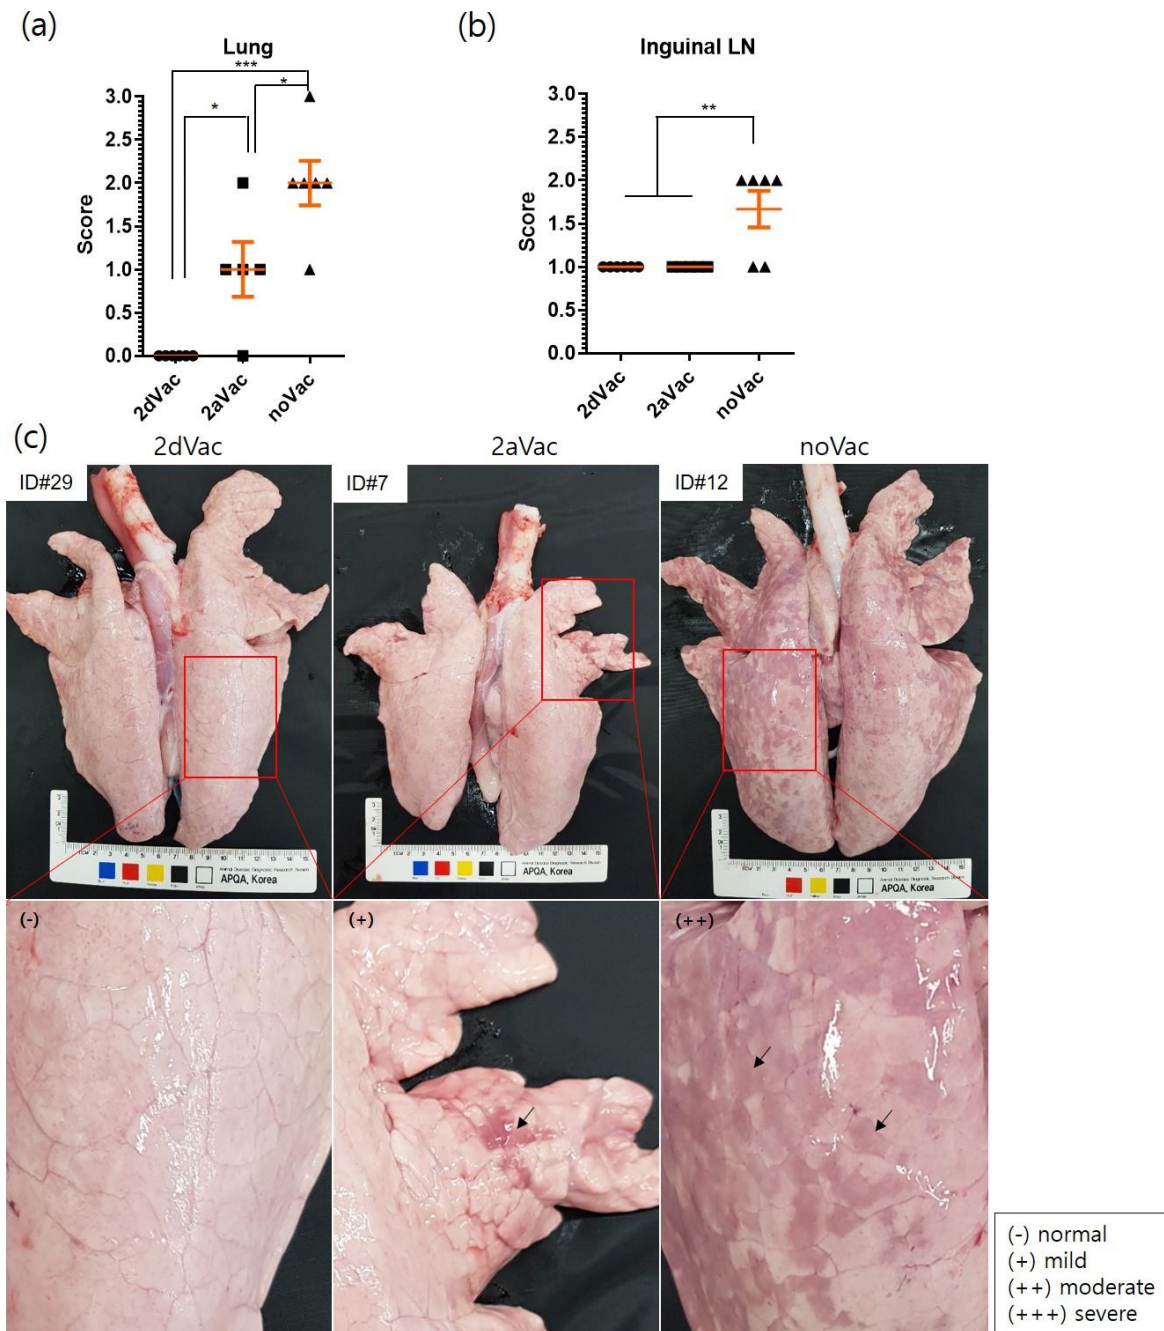 (a)
Lung
***
*
*
Score
3.0
2.5
2.0
1.5
1.0
0.5
0.0
2dVac
2aVac
noVac
(b)
Inguinal LN
**
Score
3.0
2.5
2.0
1.5
1.0
0.5
0.0
2dVac
2aVac
noVac
(c)
2dVac
2aVac
noVac
ID#29
ID#7
ID#12
APQA, Korea
APQA, Korea
APQA, Korea
(-)
(+)
(++)
(-) normal
(+) mild
(++) moderate
(+++) severe